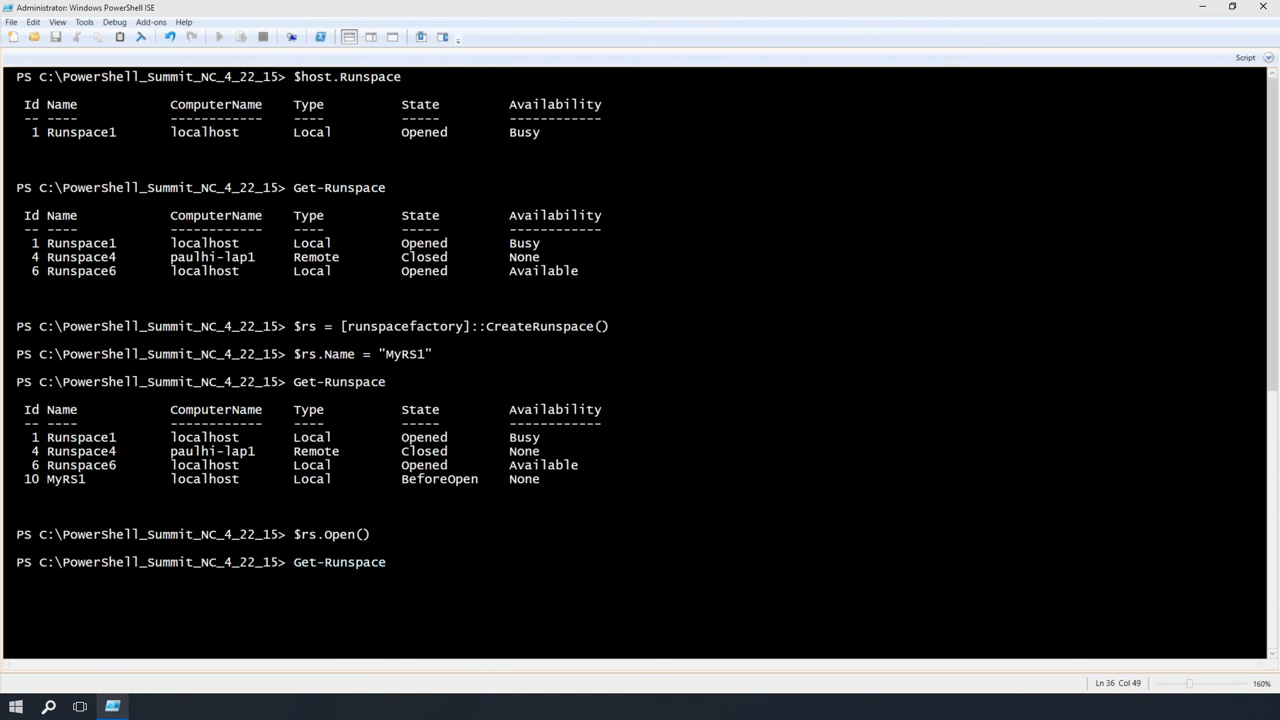 Administrator: Windows PowerShell ISE
File Edit View Tools Debug Add-ons Help
Script
PS C:\PowerShell_Summit_NC_4_22_15> $host.Runspace
Id Name ComputerName Type State Availability
-- ---- ------------ ---- ----- ------------
1 Runspace1 localhost Local Opened Busy
PS C:\PowerShell_Summit_NC_4_22_15> Get-Runspace
Id Name ComputerName Type State Availability
-- ---- ------------ ---- ----- ------------
1 Runspace1 localhost Local Opened Busy
4 Runspace4 paulhi-lap1 Remote Closed None
6 Runspace6 localhost Local Opened Available
PS C:\PowerShell_Summit_NC_4_22_15> $rs = [runspacefactory]::CreateRunspace()
PS C:\PowerShell_Summit_NC_4_22_15> $rs.Name = "MyRS1"
PS C:\PowerShell_Summit_NC_4_22_15> Get-Runspace
Id Name ComputerName Type State Availability
-- ---- ------------ ---- ----- ------------
1 Runspace1 localhost Local Opened Busy
4 Runspace4 paulhi-lap1 Remote Closed None
6 Runspace6 localhost Local Opened Available
10 MyRS1 localhost Local BeforeOpen None
PS C:\PowerShell_Summit_NC_4_22_15> $rs.Open()
PS C:\PowerShell_Summit_NC_4_22_15> Get-Runspace
Ln 36 Col 49 160%